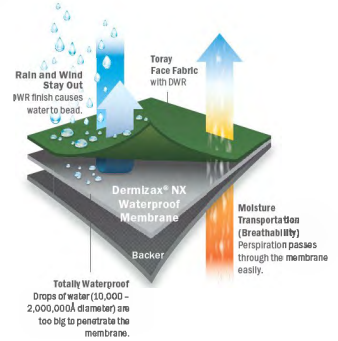 Rain and Wind
Stay Out
DWR finish causes
water to bead.
Toray
Face Fabric
with DWR
Dermizax® NX
Waterproof
Membrane
Backer
Moisture
Transportation
(Breathability)
Perspiration passes
through the membrane
easily.
Totally Waterproof
Drops of water (10,000 –
2,000,000Å diameter) are
too big to penetrate the
membrane.